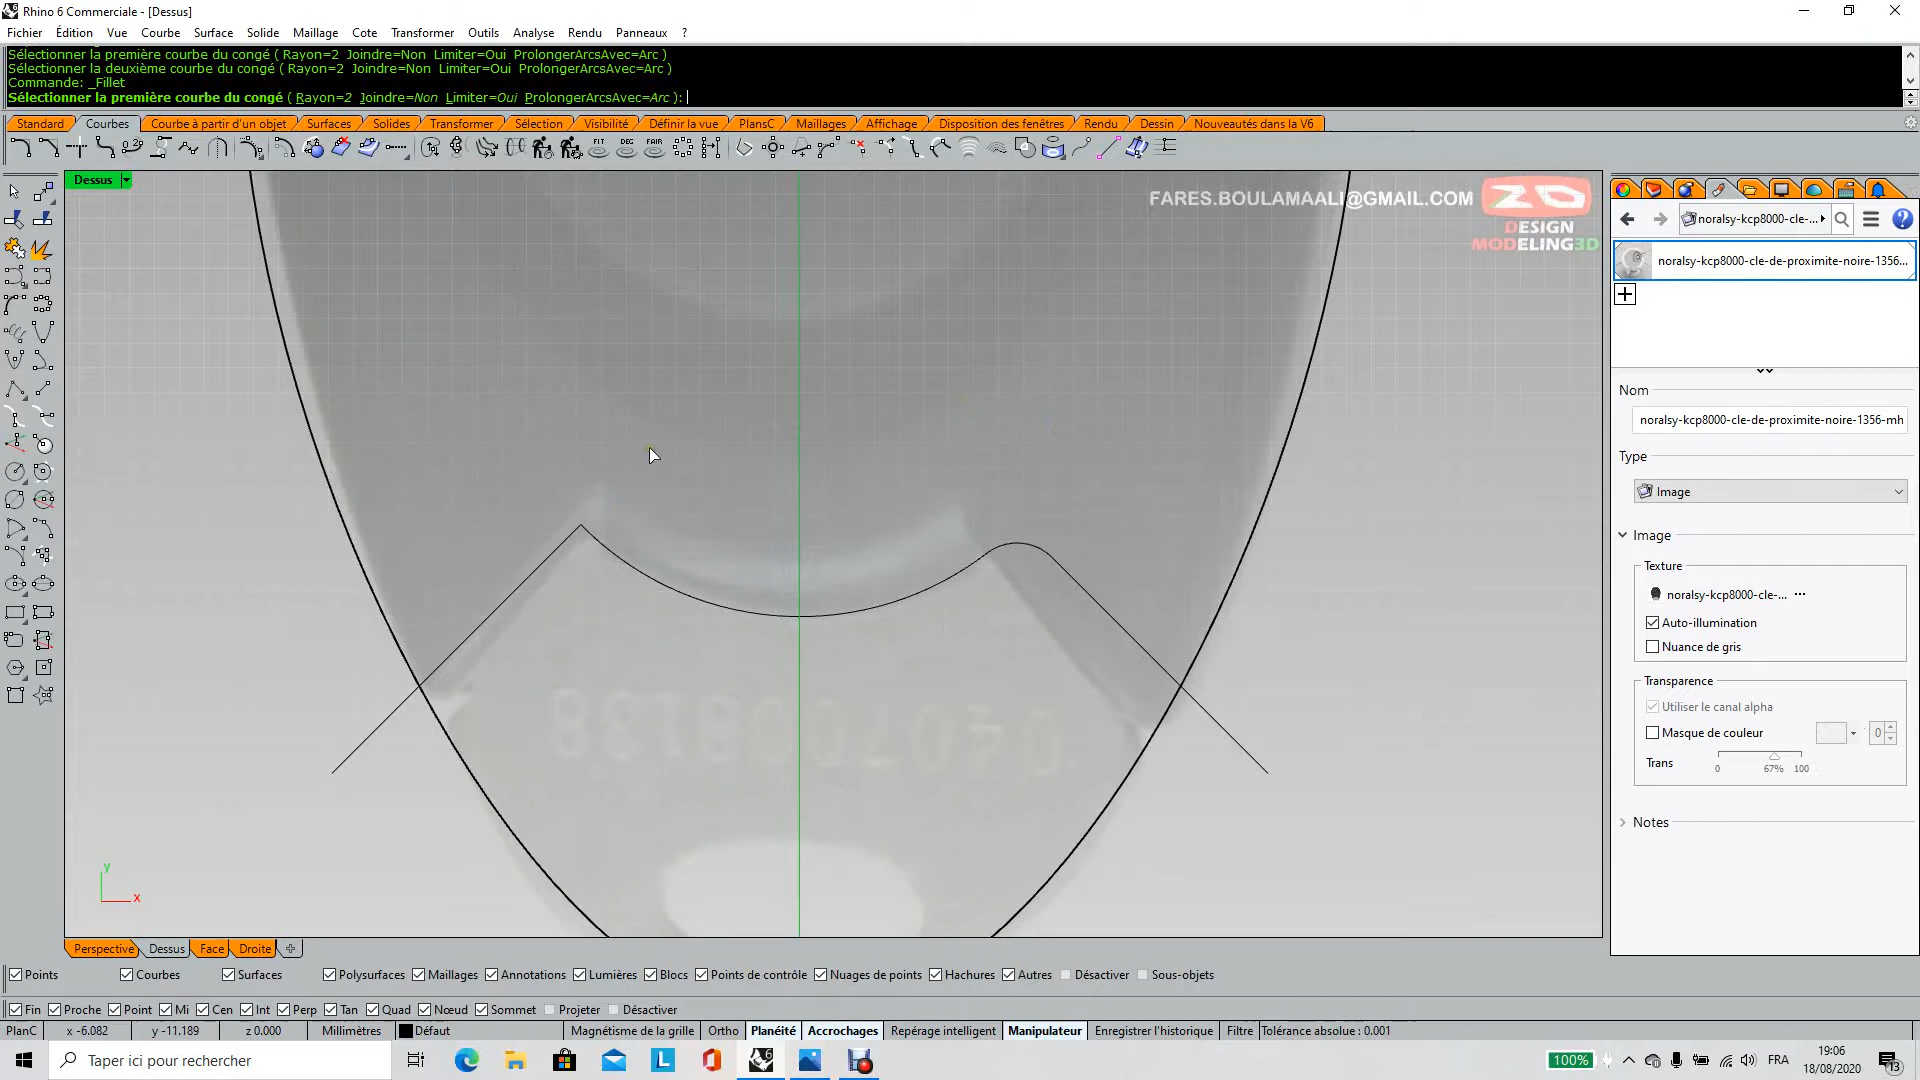 Rhino 6 Commerciale - [Dessus]
Fichier Édition Vue Courbe Surface Solide Maillage Cote Transformer Outils Analyse Rendu Panneaux ?
Sélectionner la première courbe du congé ( Rayon=2 Joindre=Non Limiter=Oui ProlongerArcsAvec=Arc )
Sélectionner la deuxième courbe du congé ( Rayon=2 Joindre=Non Limiter=Oui ProlongerArcsAvec=Arc )
Commande: _Fillet
Sélectionner la première courbe du congé ( Rayon=2 Joindre=Non Limiter=Oui ProlongerArcsAvec=Arc ):
Standard Courbes Courbe à partir d'un objet Surfaces Solides Transformer Sélection Visibilité Définir la vue PlansC Maillages Affichage Disposition des fenêtres Rendu Dessin Nouveautés dans la V6
FIT DEG FAIR
Dessus
FARES.BOULAMAALI@GMAIL.COM
DESIGN
MODELING3D
noralsy-kcp8000-cle-...
noralsy-kcp8000-cle-de-proximite-noire-1356...
Nom
noralsy-kcp8000-cle-de-proximite-noire-1356-mh
Type
Image
Image
Texture
noralsy-kcp8000-cle-... ...
Auto-illumination
Nuance de gris
Transparence
Utiliser le canal alpha
Masque de couleur 0
Trans 0 67% 100
Notes
0407008138
y
x
Perspective Dessus Face Droite
Points Courbes Surfaces Polysurfaces Maillages Annotations Lumières Blocs Points de contrôle Nuages de points Hachures Autres Désactiver Sous-objets
Fin Proche Point Mi Cen Int Perp Tan Quad Nœud Sommet Projeter Désactiver
PlanC x -6.082 y -11.189 z 0.000 Millimètres Défaut Magnétisme de la grille Ortho Planéité Accrochages Repérage intelligent Manipulateur Enregistrer l'historique Filtre Tolérance absolue : 0.001
Taper ici pour rechercher
100% FRA 19:06
18/08/2020
13